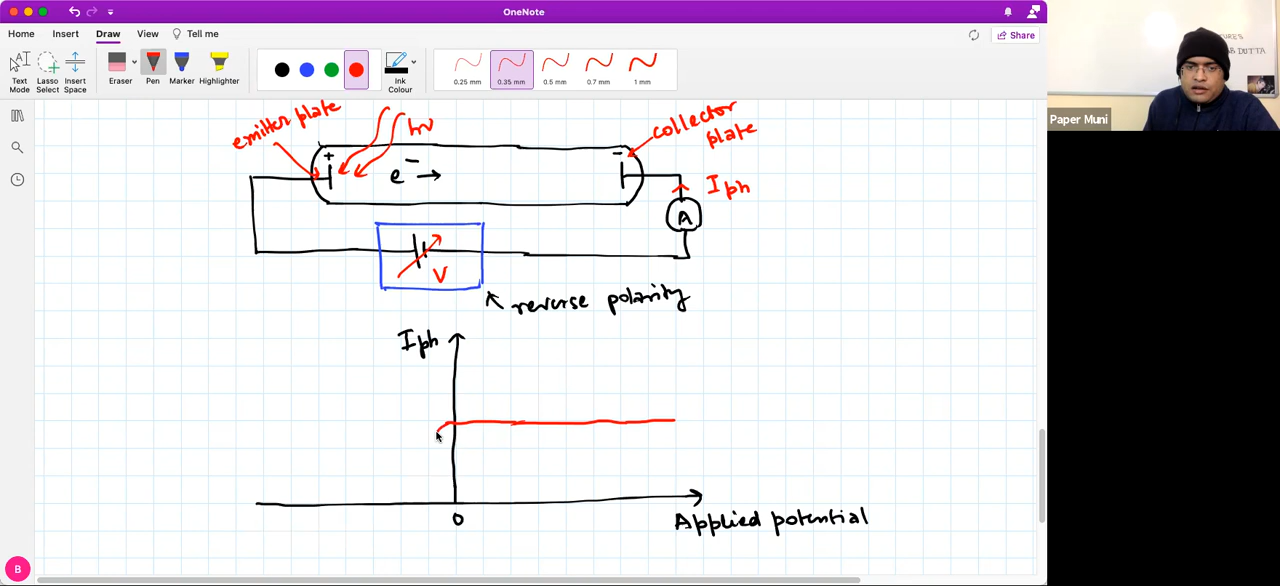 OneNote
Home Insert Draw View Tell me
Share
Text Mode
Lasso Select
Insert Space
Eraser
Pen
Marker
Highlighter
Ink Colour
0.25 mm
0.35 mm
0.5 mm
0.7 mm
1 mm
Paper Muni
DUTTA
emitter plate
hν
collector plate
+
e⁻ →
-
Iph
A
V
reverse polarity
Iph
0
Applied potential
B